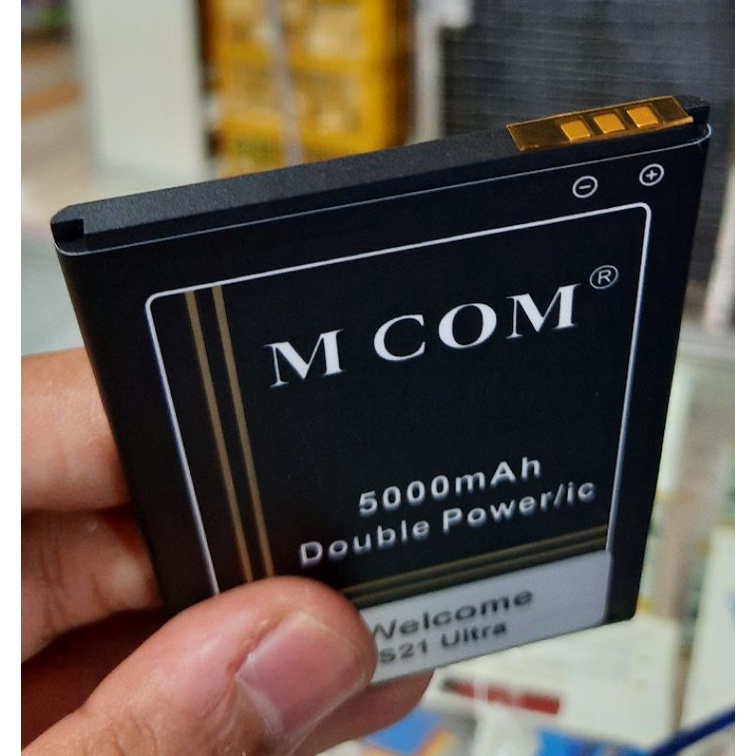 M COM ®
5000mAh
Double Power/ic
Welcome
S21 Ultra